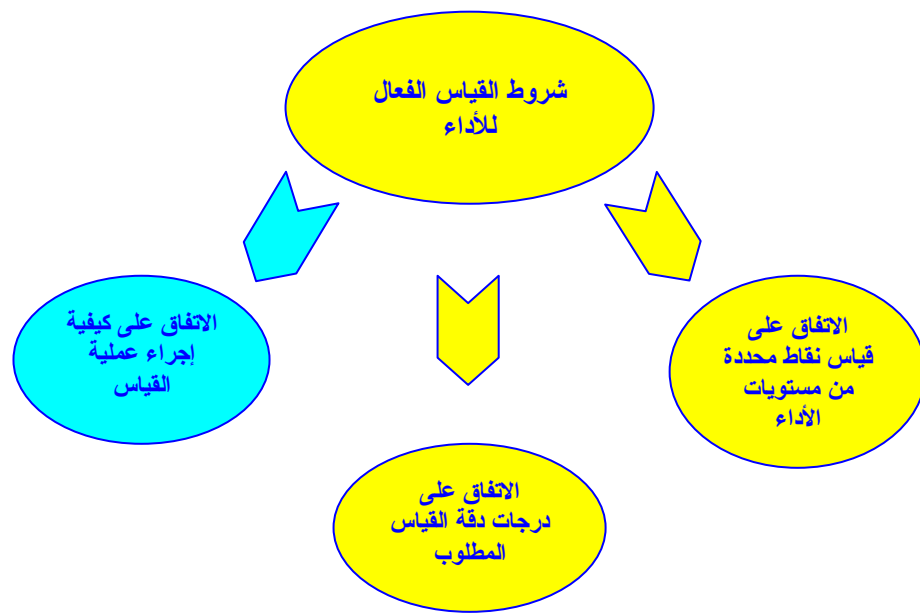 شروط القياس الفعال
للأداء
الاتفاق على
قياس نقاط محددة
من مستويات
الأداء
الاتفاق على
درجات دقة القياس
المطلوب
الاتفاق على كيفية
إجراء عملية
القياس